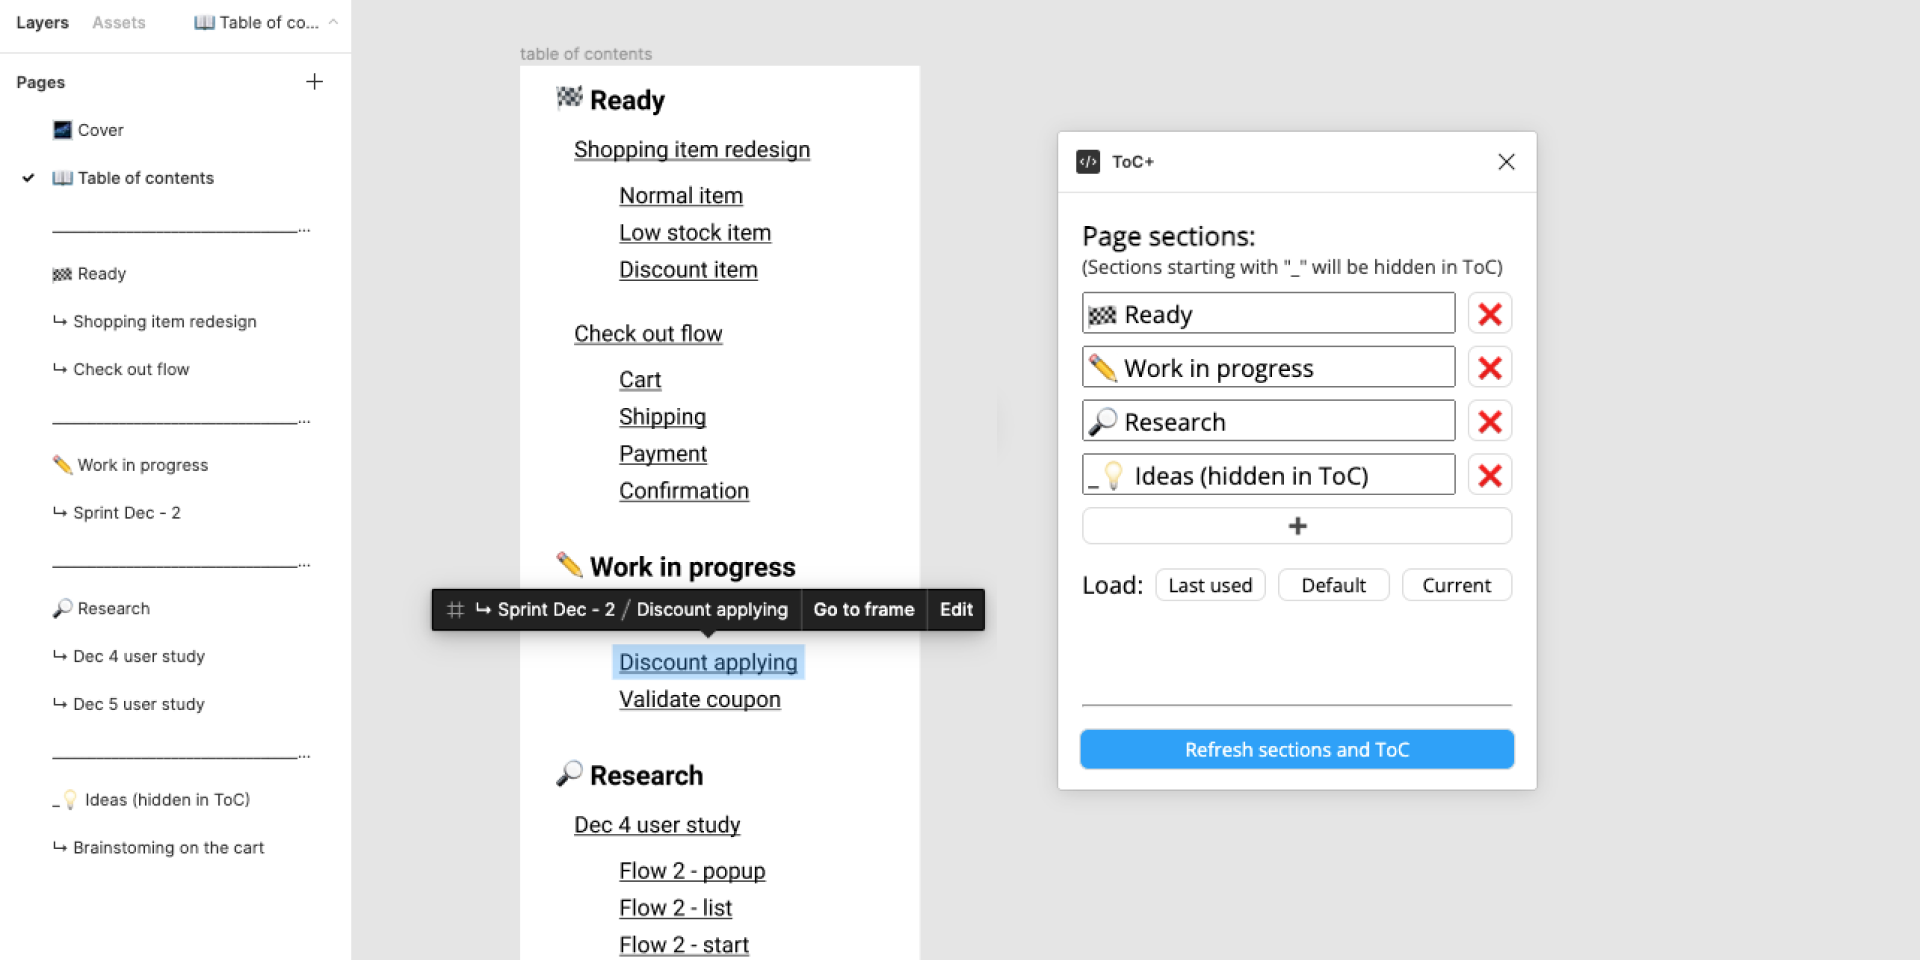 Layers Assets 📖 Table of co...
Pages
Cover
📖 Table of contents
____________________________...
🏁 Ready
↳ Shopping item redesign
↳ Check out flow
____________________________...
✏️ Work in progress
↳ Sprint Dec - 2
____________________________...
🔎 Research
↳ Dec 4 user study
↳ Dec 5 user study
____________________________...
_💡 Ideas (hidden in ToC)
↳ Brainstoming on the cart
table of contents
🏁 Ready
Shopping item redesign
Normal item
Low stock item
Discount item
Check out flow
Cart
Shipping
Payment
Confirmation
✏️ Work in progress
↳ Sprint Dec - 2 / Discount applying Go to frame Edit
Discount applying
Validate coupon
🔎 Research
Dec 4 user study
Flow 2 - popup
Flow 2 - list
Flow 2 - start
</> ToC+
Page sections:
(Sections starting with "_" will be hidden in ToC)
🏁 Ready
✏️ Work in progress
🔎 Research
_💡 Ideas (hidden in ToC)
+
Load: Last used Default Current
Refresh sections and ToC